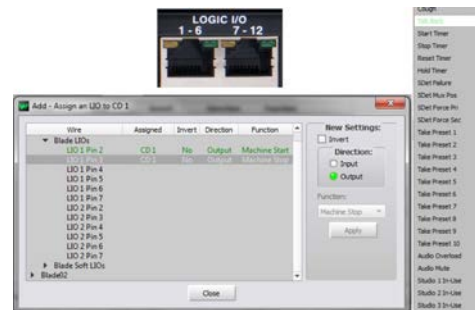 LOGIC I/O
1 - 6 7 - 12
Add - Assign an LIO to CD 1
Wire Assigned Invert Direction Function
Blade LIOs
LIO 1 Pin 2 CD 1 No Output Machine Start
LIO 1 Pin 3 CD 1 No Output Machine Stop
LIO 1 Pin 4
LIO 1 Pin 5
LIO 1 Pin 6
LIO 1 Pin 7
LIO 2 Pin 2
LIO 2 Pin 3
LIO 2 Pin 4
LIO 2 Pin 5
LIO 2 Pin 6
LIO 2 Pin 7
Blade Soft LIOs
Blade02
New Settings:
Invert
Direction:
Input
Output
Function:
Machine Stop
Apply
Close
Cough
Talk Back
Start Timer
Stop Timer
Reset Timer
Hold Timer
SDet Failure
SDet Mux Pos
SDet Force Pri
SDet Force Sec
Take Preset 1
Take Preset 2
Take Preset 3
Take Preset 4
Take Preset 5
Take Preset 6
Take Preset 7
Take Preset 8
Take Preset 9
Take Preset 10
Audio Overload
Audio Mute
Studio 1 In-Use
Studio 2 In-Use
Studio 3 In-Use